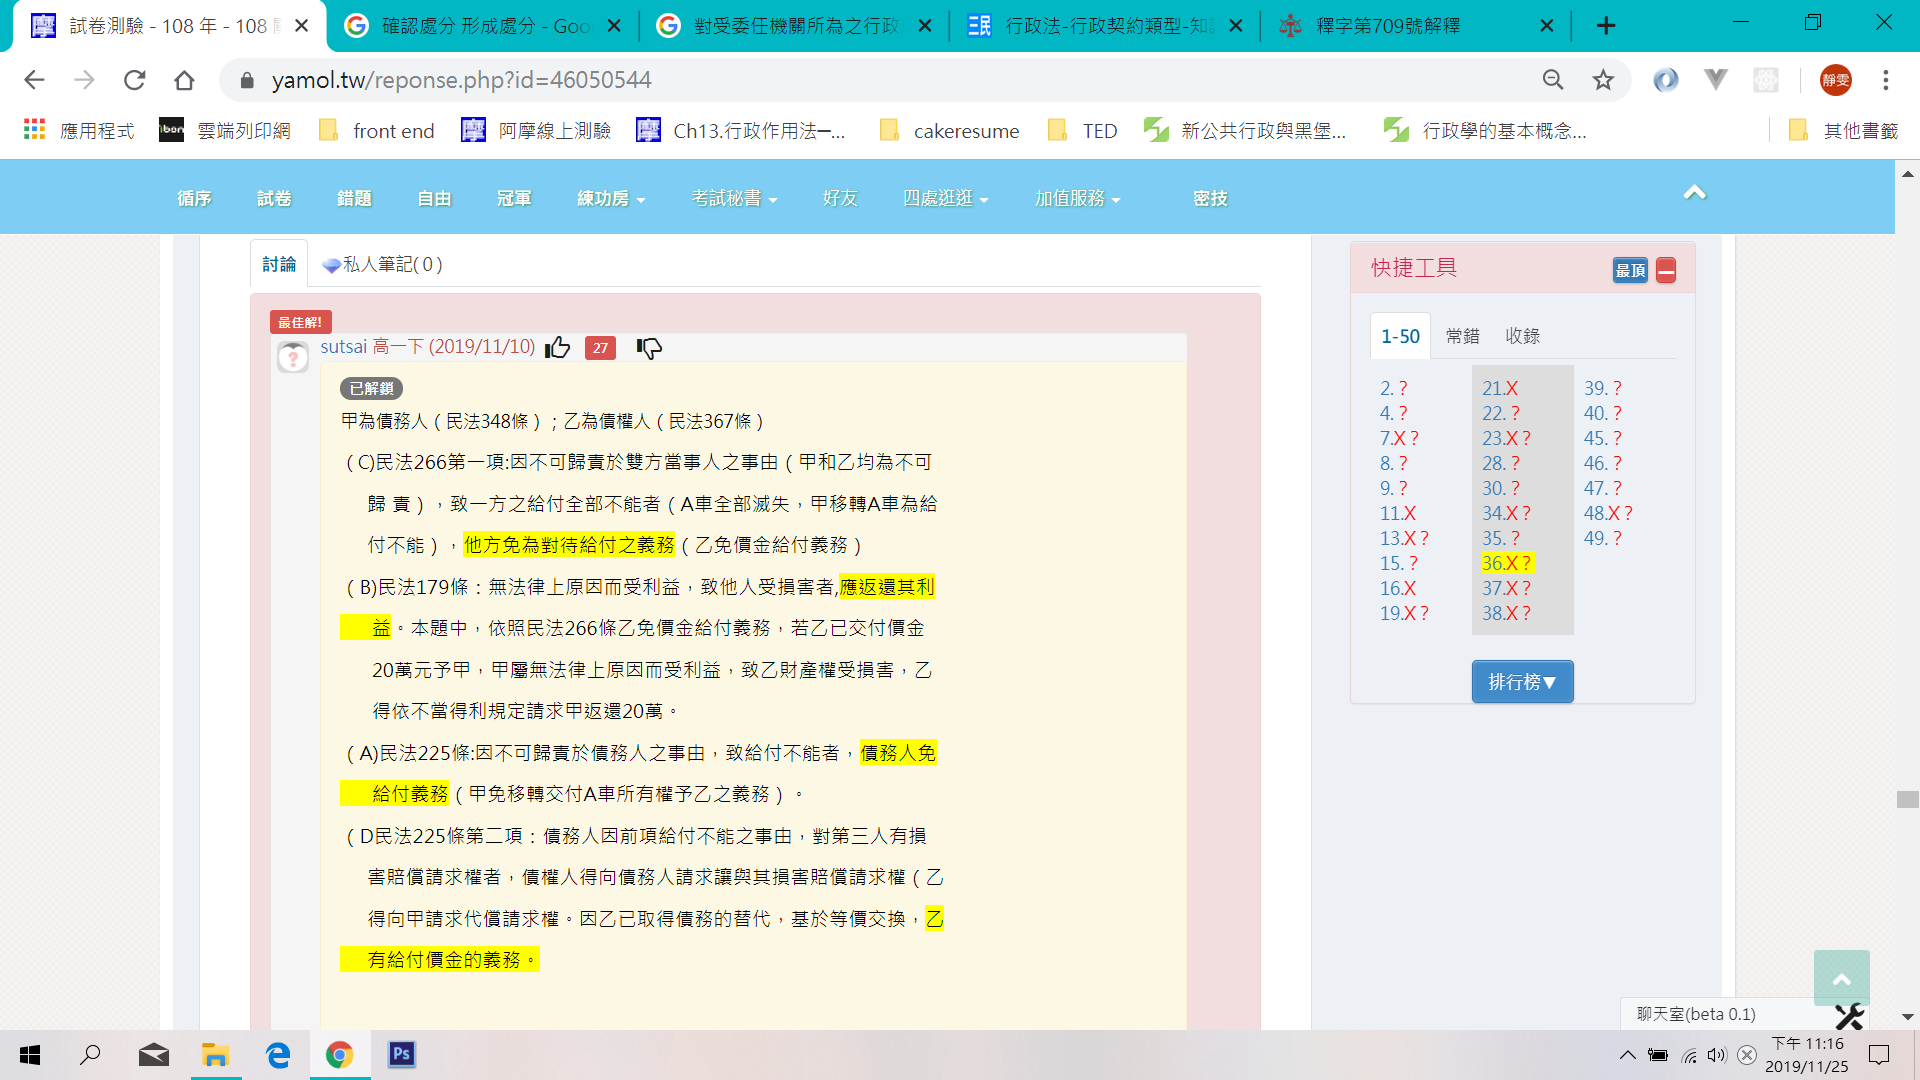 試卷測驗 - 108 年 - 108
確認處分 形成處分 - Goo
對受委任機關所為之行政
行政法-行政契約類型-知
釋字第709號解釋
yamol.tw/reponse.php?id=46050544
靜雯
應用程式
ibon
雲端列印網
front end
阿摩線上測驗
Ch13.行政作用法─...
cakeresume
TED
新公共行政與黑堡...
行政學的基本概念...
其他書籤
循序
試卷
錯題
自由
冠軍
練功房
考試秘書
好友
四處逛逛
加值服務
密技
討論
私人筆記( 0 )
最佳解!
sutsai 高一下 (2019/11/10)
27
已解鎖
甲為債務人（民法348條）；乙為債權人（民法367條）
（C)民法266第一項:因不可歸責於雙方當事人之事由（甲和乙均為不可
歸 責），致一方之給付全部不能者（A車全部滅失，甲移轉A車為給
付不能），他方免為對待給付之義務（乙免價金給付義務）
（B)民法179條：無法律上原因而受利益，致他人受損害者,應返還其利
益。本題中，依照民法266條乙免價金給付義務，若乙已交付價金
20萬元予甲，甲屬無法律上原因而受利益，致乙財產權受損害，乙
得依不當得利規定請求甲返還20萬。
（A)民法225條:因不可歸責於債務人之事由，致給付不能者，債務人免
給付義務（甲免移轉交付A車所有權予乙之義務）。
（D民法225條第二項：債務人因前項給付不能之事由，對第三人有損
害賠償請求權者，債權人得向債務人請求讓與其損害賠償請求權（乙
得向甲請求代償請求權。因乙已取得債務的替代，基於等價交換，乙
有給付價金的義務。
快捷工具
最頂
1-50
常錯
收錄
2. ?
4. ?
7.X ?
8. ?
9. ?
11.X
13.X ?
15. ?
16.X
19.X ?
21.X
22. ?
23.X ?
28. ?
30. ?
34.X ?
35. ?
36.X ?
37.X ?
38.X ?
39. ?
40. ?
45. ?
46. ?
47. ?
48.X ?
49. ?
排行榜▼
聊天室(beta 0.1)
Ps
下午 11:16
2019/11/25